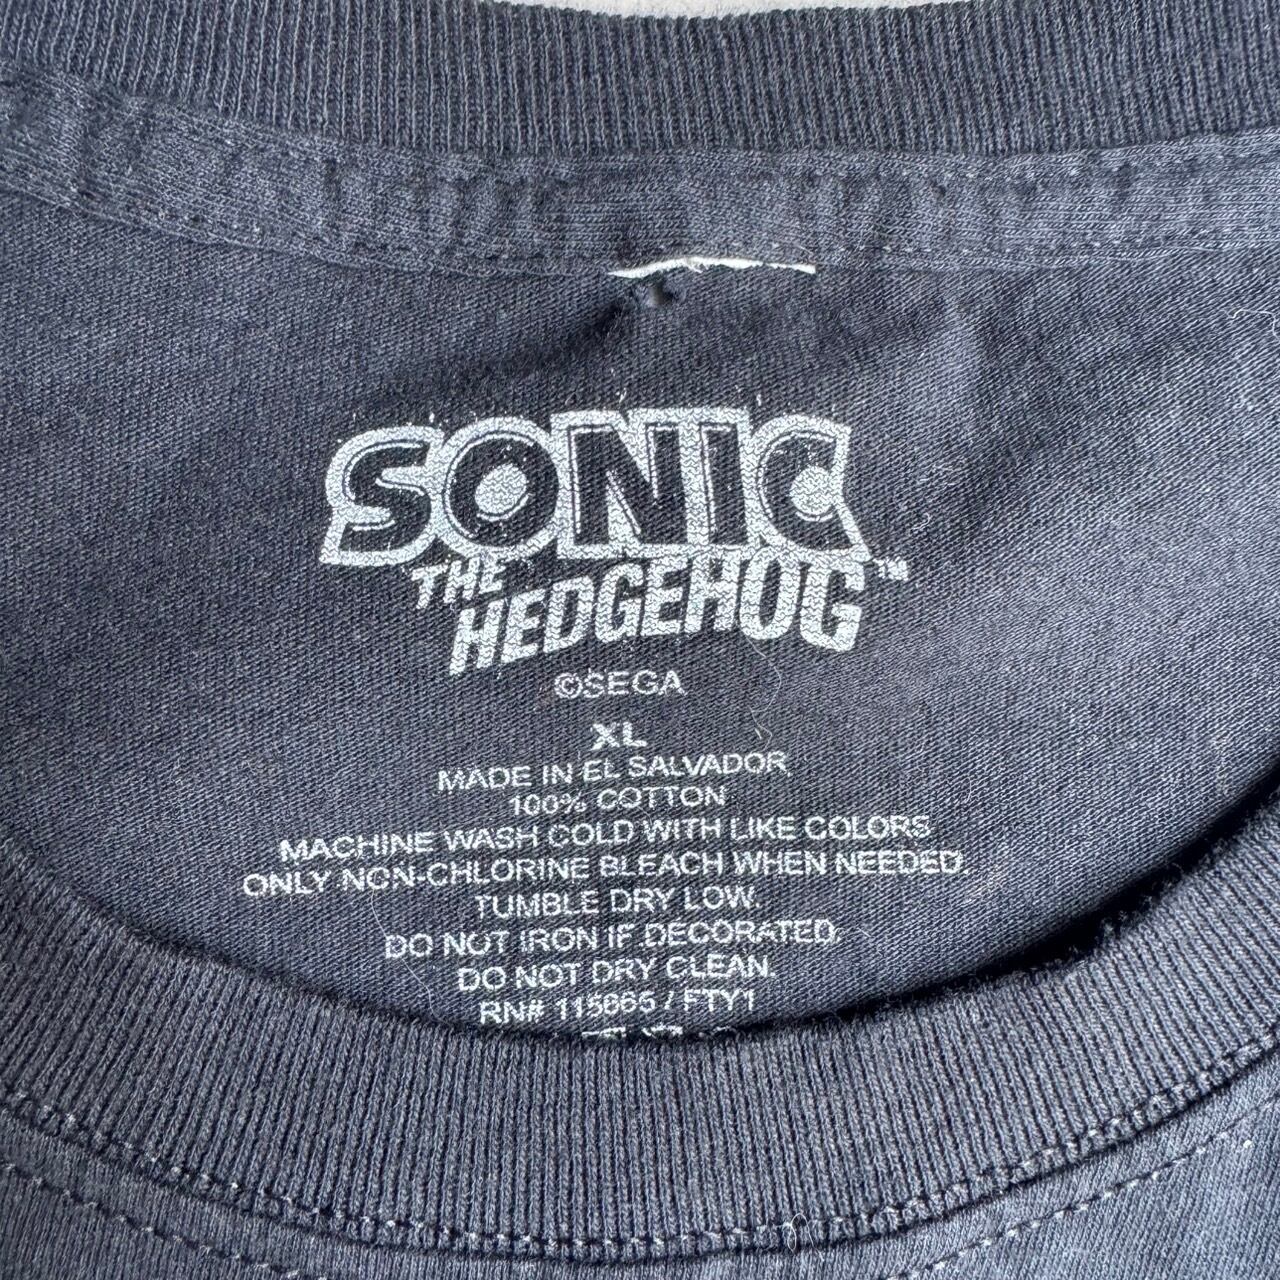 SONIC
THE
HEDGEHOG™
©SEGA
XL
MADE IN EL SALVADOR
100% COTTON
MACHINE WASH COLD WITH LIKE COLORS
ONLY NON-CHLORINE BLEACH WHEN NEEDED.
TUMBLE DRY LOW.
DO NOT IRON IF DECORATED.
DO NOT DRY CLEAN.
RN# 115665 / FTY1